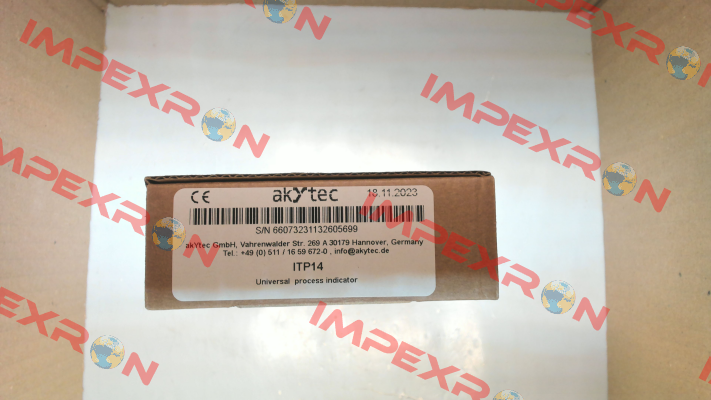 CE akYtec 18.11.2023
S/N 66073231132605699
akYtec GmbH, Vahrenwalder Str. 269 A 30179 Hannover, Germany
Tel.: +49 (0) 511 / 16 59 672-0 , info@akytec.de
ITP14
Universal process indicator
IMPEXRON
IMPEXRON
IMPEXRON
IMPEXRON
IMPEXRON
IMPEXRON